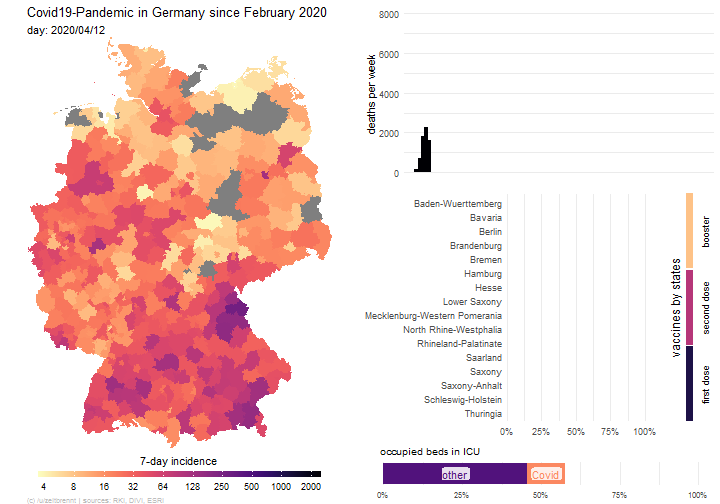 Covid19-Pandemic in Germany since February 2020
day: 2020/04/12
7-day incidence
4 8 16 32 64 128 256 500 1000 2000
(c) /u/zeitbrennt | sources: RKI, DIVI, ESRI
deaths per week
8000
6000
4000
2000
0
Baden-Wuerttemberg
Bavaria
Berlin
Brandenburg
Bremen
Hamburg
Hesse
Lower Saxony
Mecklenburg-Western Pomerania
North Rhine-Westphalia
Rhineland-Palatinate
Saarland
Saxony
Saxony-Anhalt
Schleswig-Holstein
Thuringia
0% 25% 50% 75% 100%
vaccines by states
booster
second dose
first dose
occupied beds in ICU
other Covid
0% 25% 50% 75% 100%